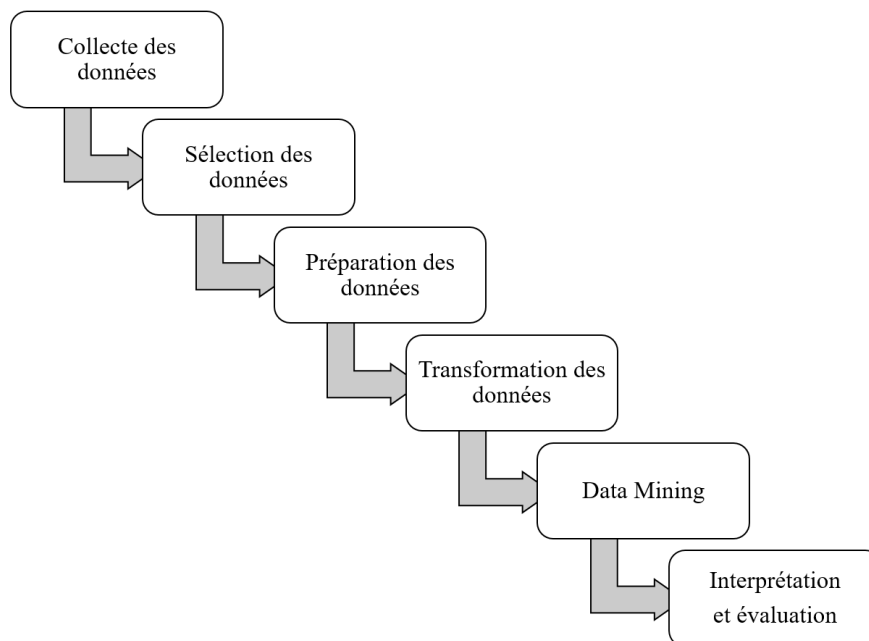 Collecte des
données
Sélection des
données
Préparation des
données
Transformation des
données
Data Mining
Interprétation
et évaluation